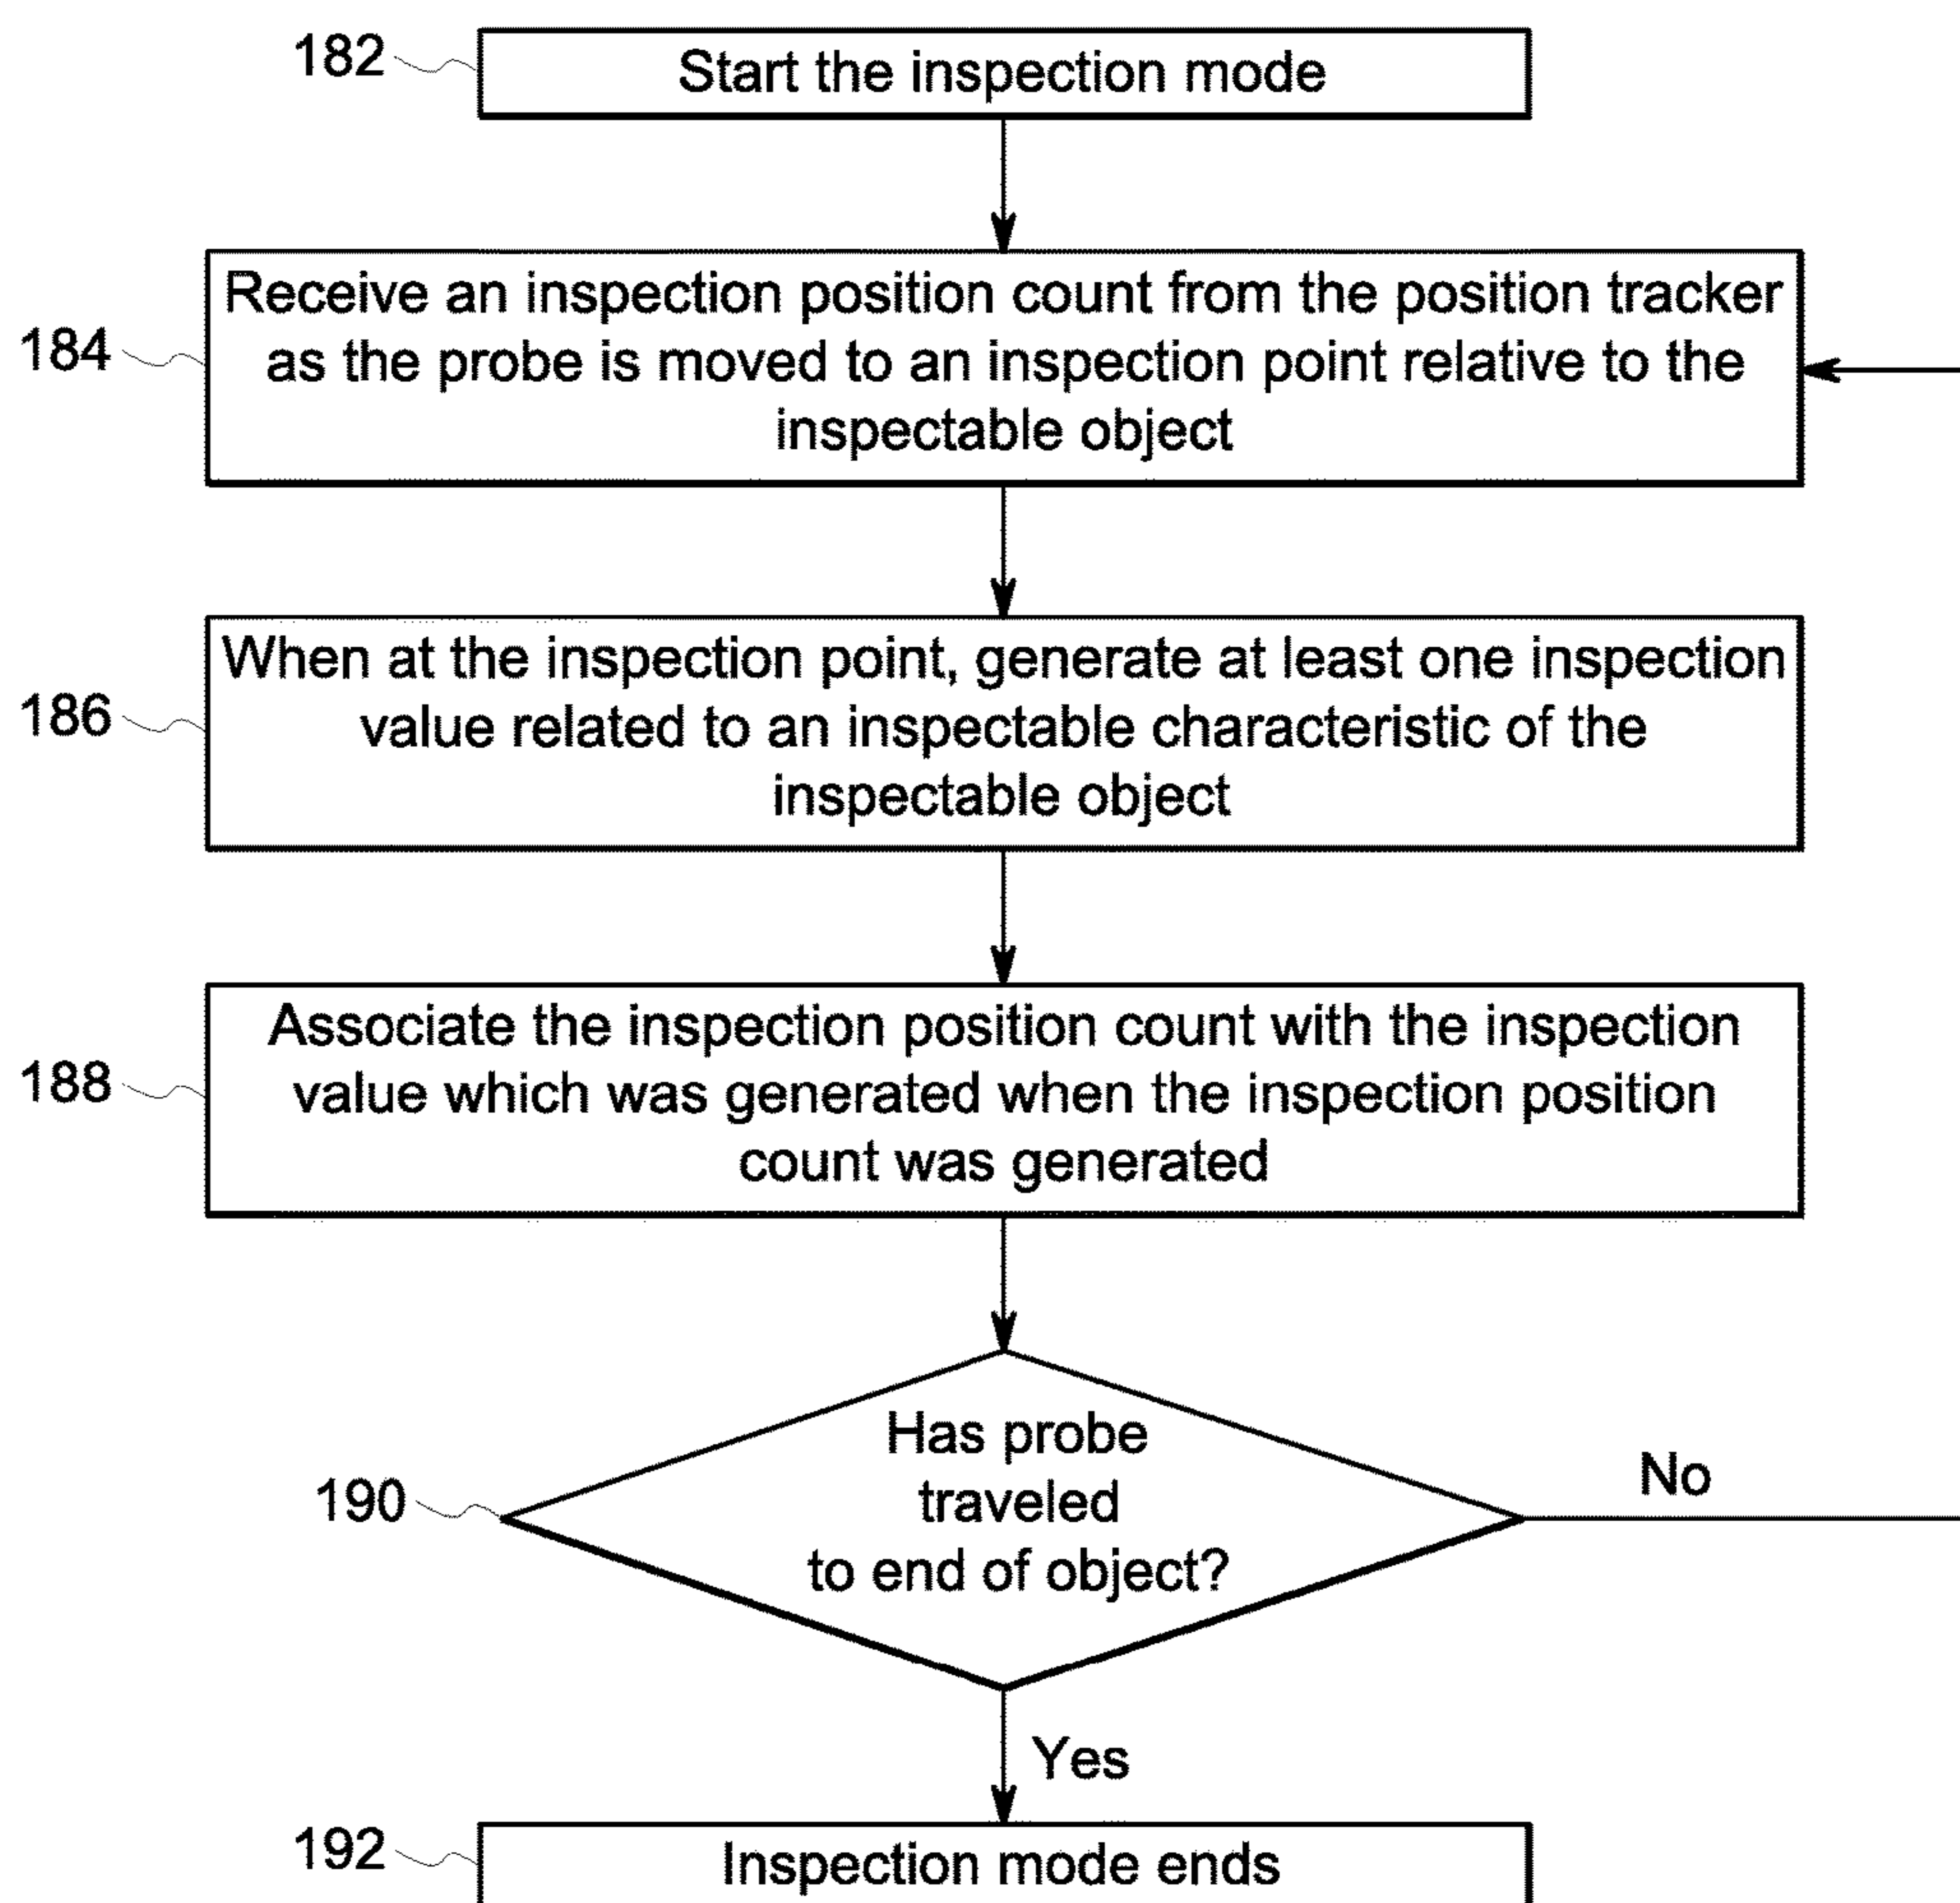 182
Start the inspection mode
184
Receive an inspection position count from the position tracker
as the probe is moved to an inspection point relative to the
inspectable object
186
When at the inspection point, generate at least one inspection
value related to an inspectable characteristic of the
inspectable object
188
Associate the inspection position count with the inspection
value which was generated when the inspection position
count was generated
190
Has probe
traveled
to end of object?
No
Yes
192
Inspection mode ends